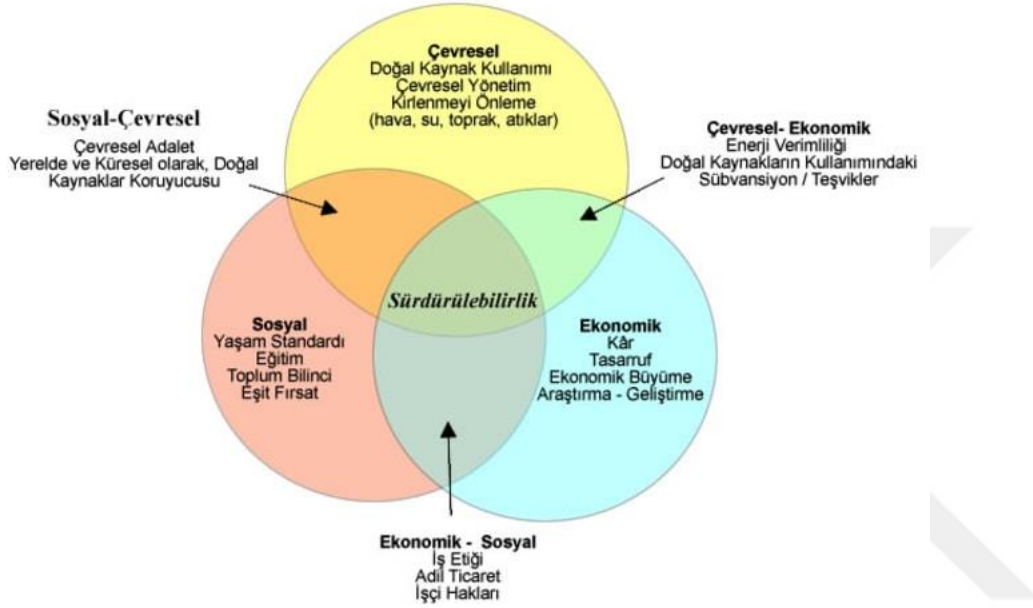 Çevresel
Doğal Kaynak Kullanımı
Çevresel Yönetim
Kirlenmeyi Önleme
(hava, su, toprak, atıklar)
Sosyal-Çevresel
Çevresel Adalet
Yerelde ve Küresel olarak, Doğal
Kaynaklar Koruyucusu
Çevresel- Ekonomik
Enerji Verimliliği
Doğal Kaynakların Kullanımındaki
Sübvansiyon / Teşvikler
Sürdürülebilirlik
Sosyal
Yaşam Standardı
Eğitim
Toplum Bilinci
Eşit Fırsat
Ekonomik
Kâr
Tasarruf
Ekonomik Büyüme
Araştırma - Geliştirme
Ekonomik - Sosyal
İş Etiği
Adil Ticaret
İşçi Hakları